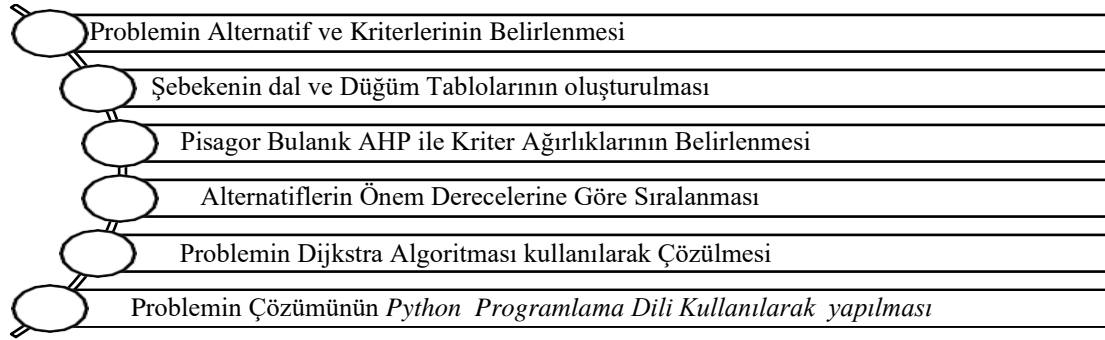 Problemin Alternatif ve Kriterlerinin Belirlenmesi
Şebekenin dal ve Düğüm Tablolarının oluşturulması
Pisagor Bulanık AHP ile Kriter Ağırlıklarının Belirlenmesi
Alternatiflerin Önem Derecelerine Göre Sıralanması
Problemin Dijkstra Algoritması kullanılarak Çözülmesi
Problemin Çözümünün Python Programlama Dili Kullanılarak yapılması